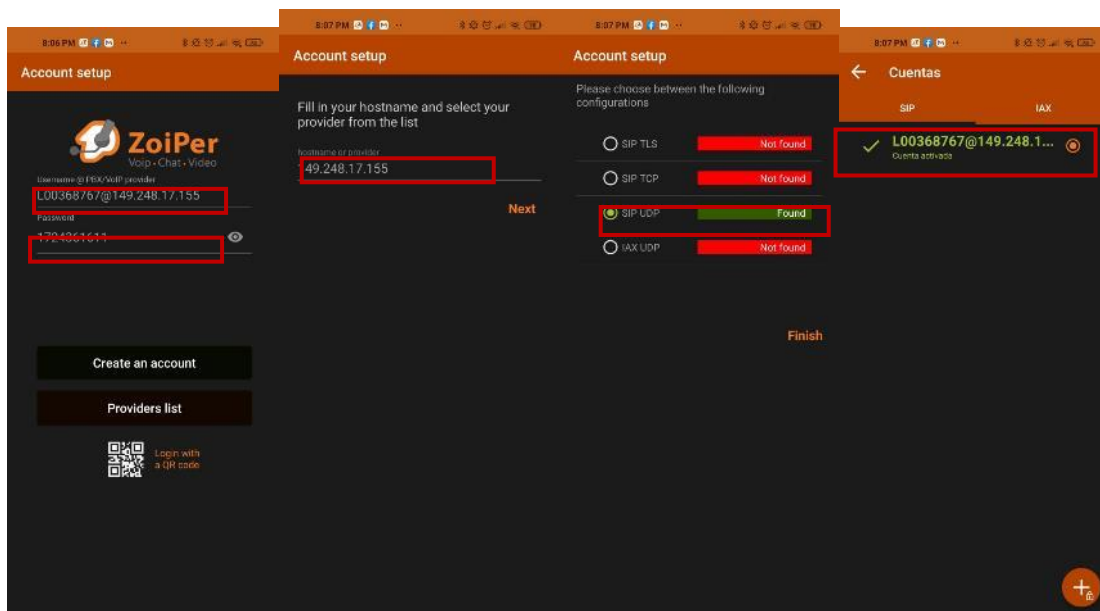 8:06 PM
Account setup
ZoiPer
Voip · Chat · Video
Username @ PBX/VoIP provider
L00368767@149.248.17.155
Password
Create an account
Providers list
Login with
a QR code
8:07 PM
Account setup
Fill in your hostname and select your
provider from the list
hostname or provider
149.248.17.155
Next
8:07 PM
Account setup
Please choose between the following
configurations
SIP TLS Not found
SIP TCP Not found
SIP UDP Found
IAX UDP Not found
Finish
8:07 PM
Cuentas
SIP IAX
L00368767@149.248.1...
Cuenta activada